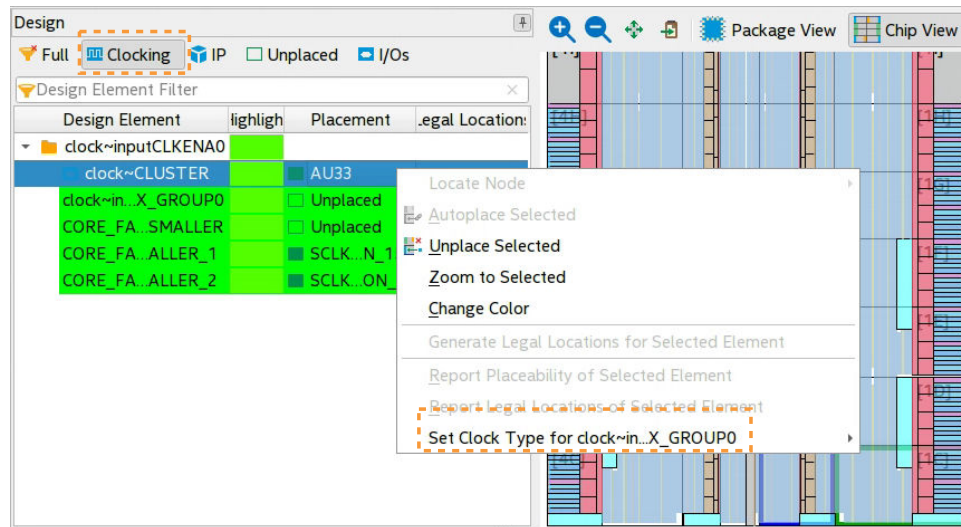 Design
Full Clocking IP Unplaced I/Os
Design Element Filter
Design Element Highligh Placement Legal Location:
clock~inputCLKENA0
clock~CLUSTER AU33
clock~in...X_GROUP0 Unplaced
CORE_FA...SMALLER Unplaced
CORE_FA...ALLER_1 SCLK...N_1
CORE_FA...ALLER_2 SCLK...ON_
Package View Chip View
Locate Node
Autoplace Selected
Unplace Selected
Zoom to Selected
Change Color
Generate Legal Locations for Selected Element
Report Placeability of Selected Element
Report Legal Locations of Selected Element
Set Clock Type for clock~in...X_GROUP0